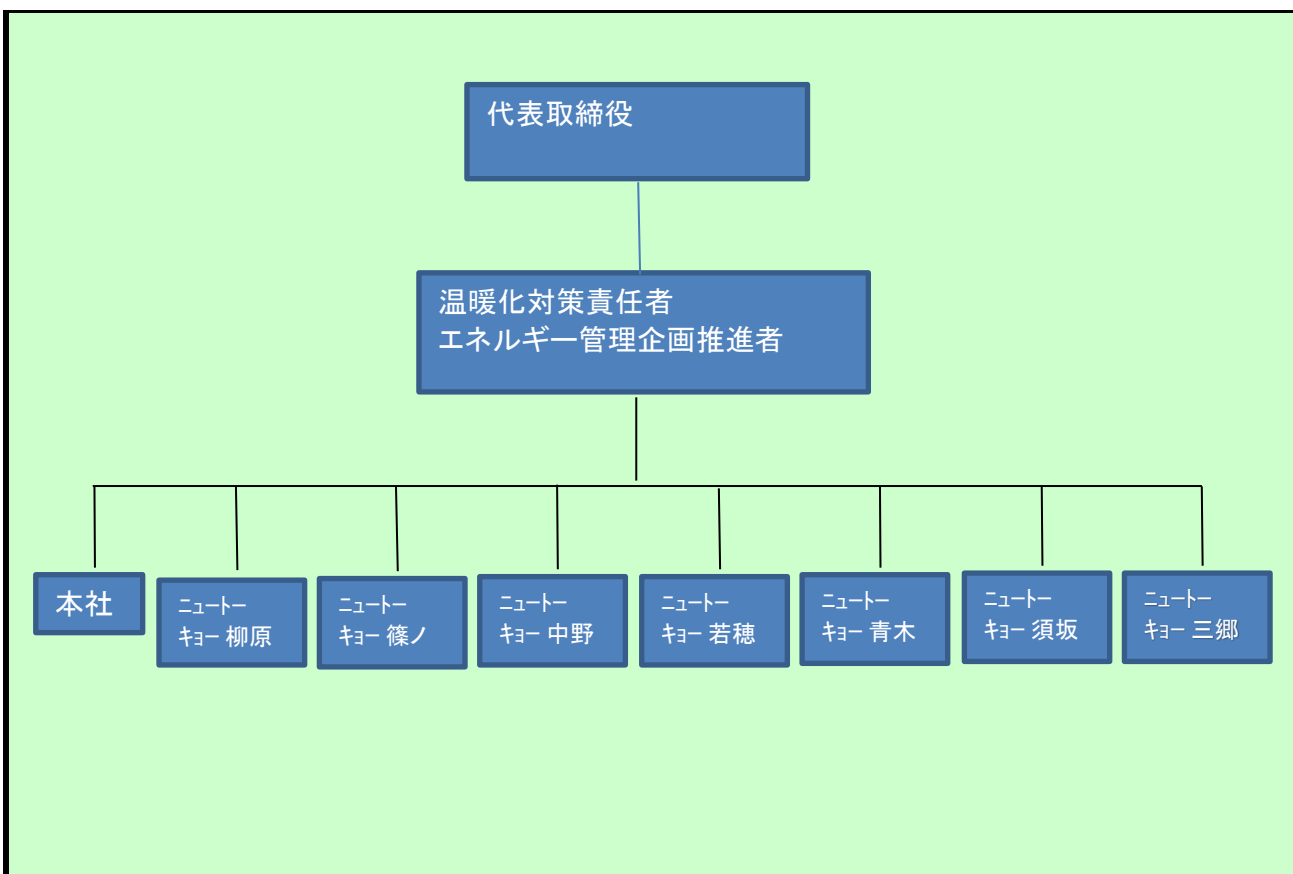 代表取締役
温暖化対策責任者
エネルギー管理企画推進者
本社
ﾆｭｰﾄｰ
ｷｮｰ 柳原
ﾆｭｰﾄｰ
ｷｮｰ 篠ノ
ﾆｭｰﾄｰ
ｷｮｰ 中野
ﾆｭｰﾄｰ
ｷｮｰ 若穂
ﾆｭｰﾄｰ
ｷｮｰ 青木
ﾆｭｰﾄｰ
ｷｮｰ 須坂
ﾆｭｰﾄｰ
ｷｮｰ 三郷